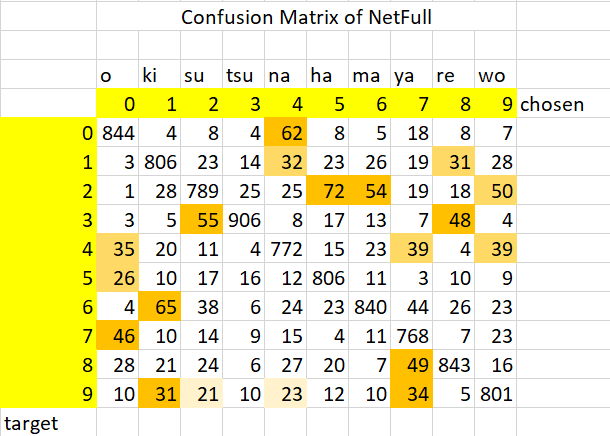 Confusion Matrix of NetFull
o ki su tsu na ha ma ya re wo
0 1 2 3 4 5 6 7 8 9 chosen
0 844 4 8 4 62 8 5 18 8 7
1 3 806 23 14 32 23 26 19 31 28
2 1 28 789 25 25 72 54 19 18 50
3 3 5 55 906 8 17 13 7 48 4
4 35 20 11 4 772 15 23 39 4 39
5 26 10 17 16 12 806 11 3 10 9
6 4 65 38 6 24 23 840 44 26 23
7 46 10 14 9 15 4 11 768 7 23
8 28 21 24 6 27 20 7 49 843 16
9 10 31 21 10 23 12 10 34 5 801
target